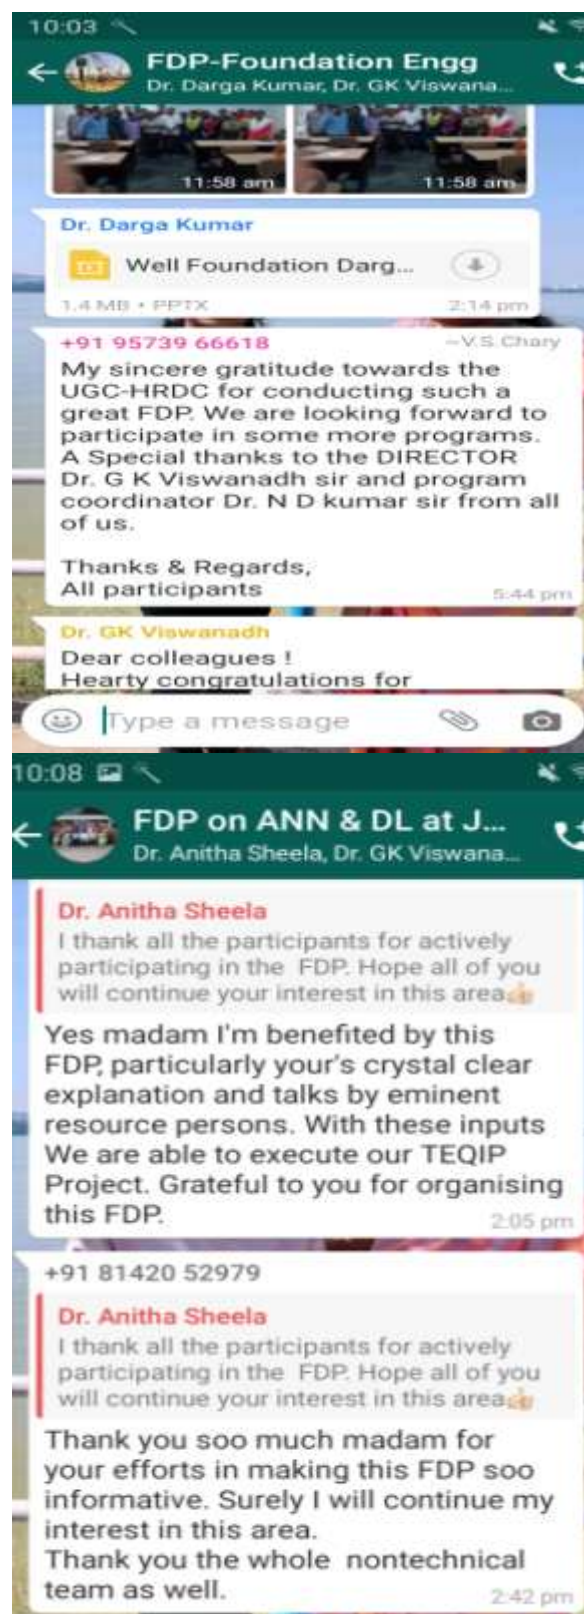 10:03
FDP-Foundation Engg
Dr. Darga Kumar, Dr. GK Viswana...
11:58 am
11:58 am
Dr. Darga Kumar
Well Foundation Darg...
1.4 MB • PPTX
2:14 pm
+91 95739 66618
~V.S.Chary
My sincere gratitude towards the
UGC-HRDC for conducting such a
great FDP. We are looking forward to
participate in some more programs.
A Special thanks to the DIRECTOR
Dr. G K Viswanadh sir and program
coordinator Dr. N D kumar sir from all
of us.
Thanks & Regards,
All participants
5:44 pm
Dr. GK Viswanadh
Dear colleagues !
Hearty congratulations for
Type a message
10:08
FDP on ANN & DL at J...
Dr. Anitha Sheela, Dr. GK Viswana...
Dr. Anitha Sheela
I thank all the participants for actively
participating in the FDP. Hope all of you
will continue your interest in this area👍
Yes madam I'm benefited by this
FDP, particularly your's crystal clear
explanation and talks by eminent
resource persons. With these inputs
We are able to execute our TEQIP
Project. Grateful to you for organising
this FDP.
2:05 pm
+91 81420 52979
Dr. Anitha Sheela
I thank all the participants for actively
participating in the FDP. Hope all of you
will continue your interest in this area👍
Thank you soo much madam for
your efforts in making this FDP soo
informative. Surely I will continue my
interest in this area.
Thank you the whole nontechnical
team as well.
2:42 pm